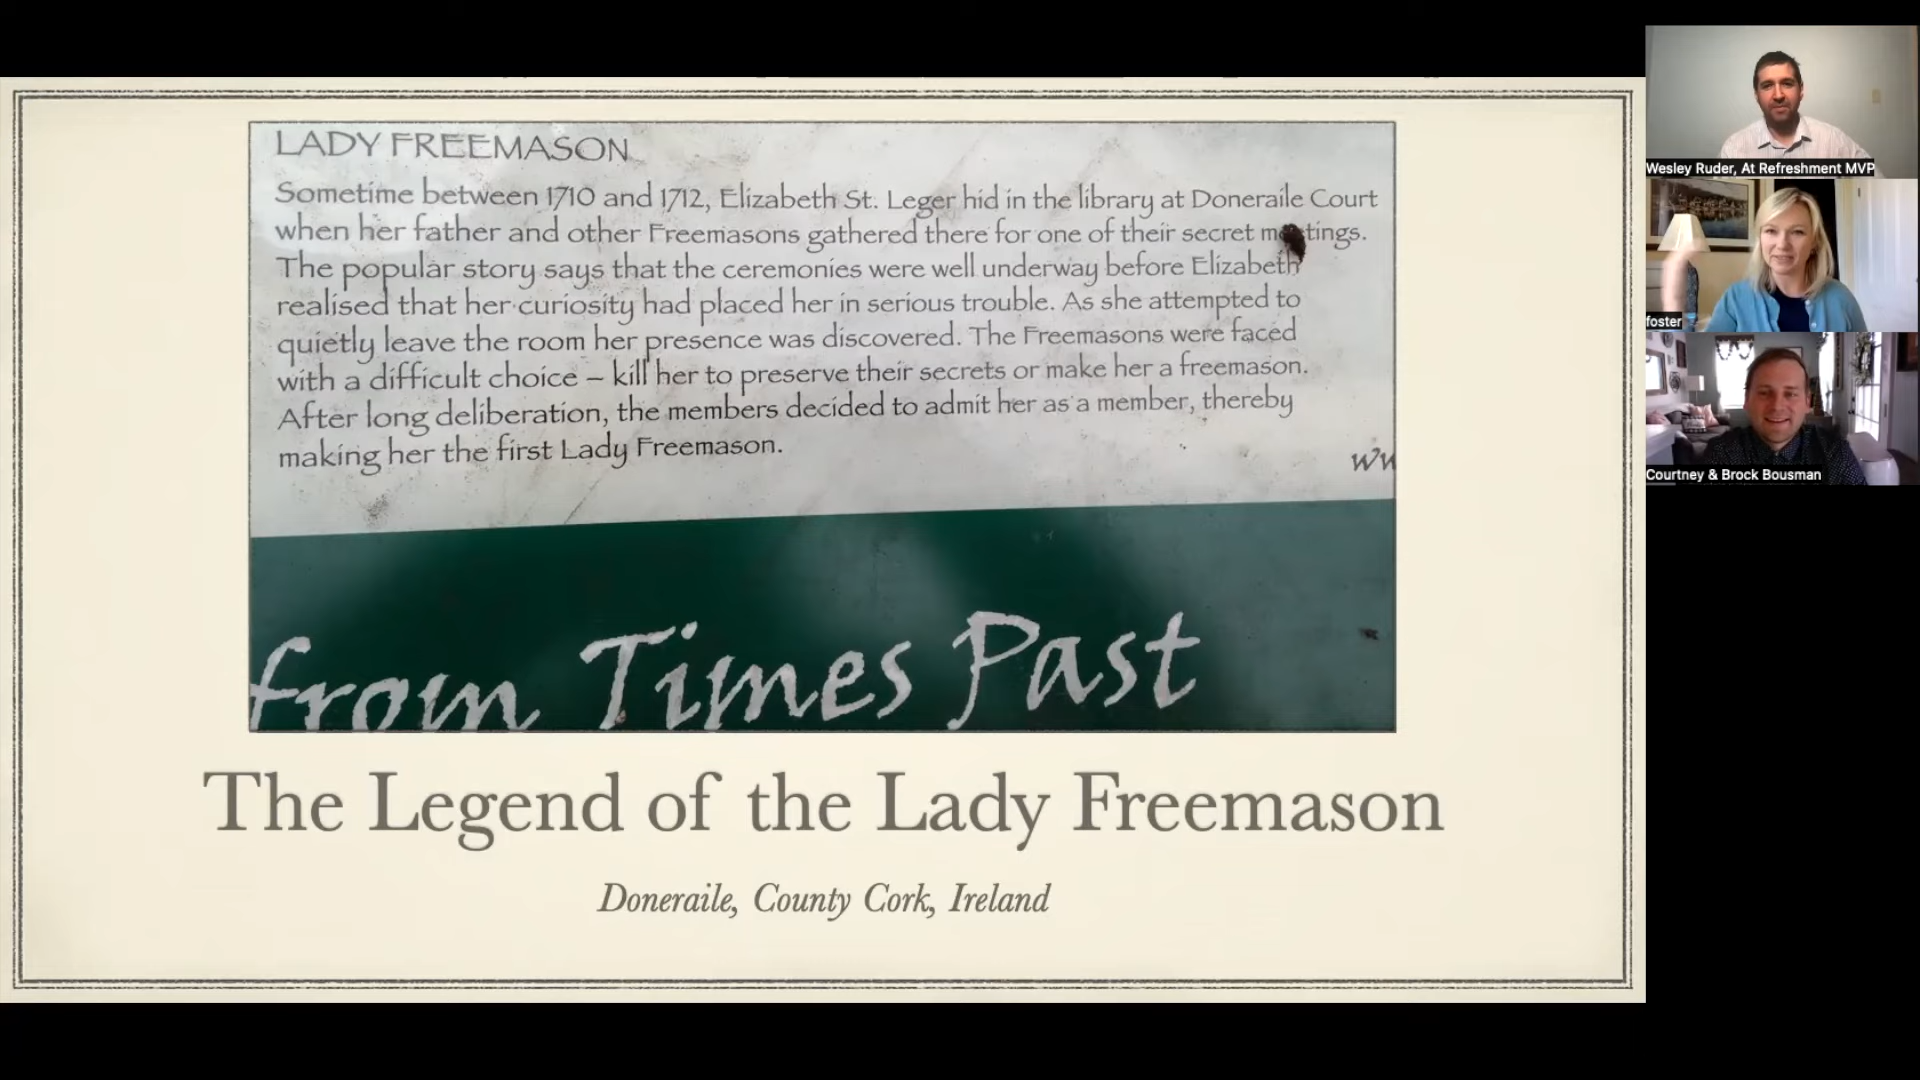 LADY FREEMASON
Sometime between 1710 and 1712, Elizabeth St. Leger hid in the library at Doneraile Court
when her father and other Freemasons gathered there for one of their secret meetings.
The popular story says that the ceremonies were well underway before Elizabeth
realised that her curiosity had placed her in serious trouble. As she attempted to
quietly leave the room her presence was discovered. The Freemasons were faced
with a difficult choice – kill her to preserve their secrets or make her a freemason.
After long deliberation, the members decided to admit her as a member, thereby
making her the first Lady Freemason.
from Times Past
The Legend of the Lady Freemason
Doneraile, County Cork, Ireland
Wesley Ruder, At Refreshment MVP
foster
Courtney & Brock Bousman